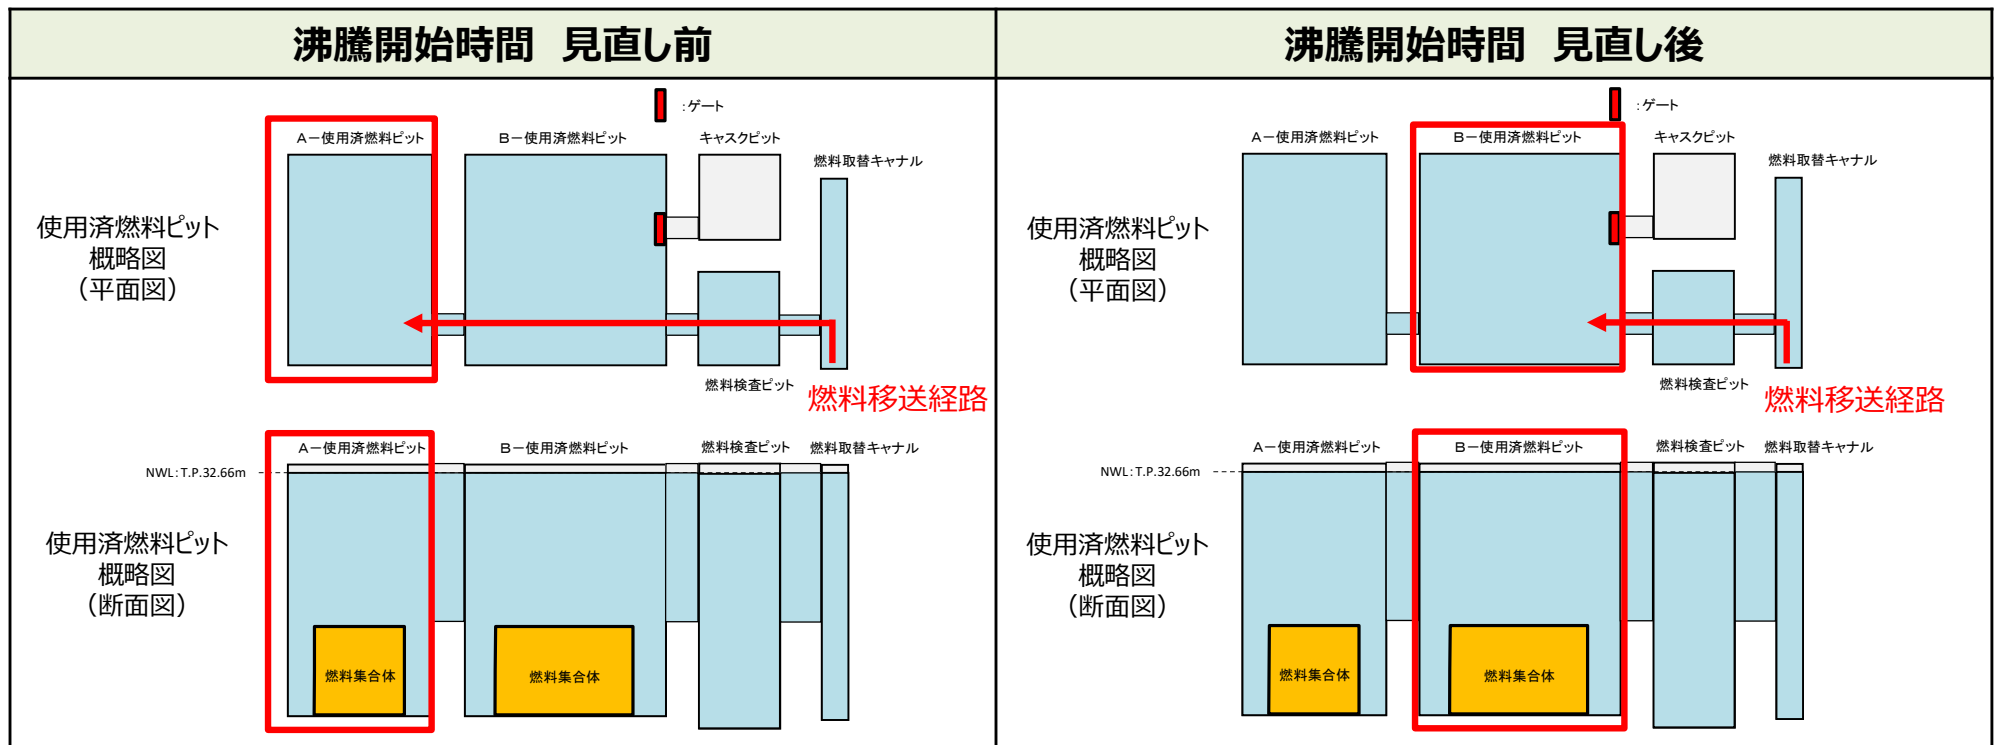 沸騰開始時間　見直し前
沸騰開始時間　見直し後
:ゲート
A－使用済燃料ピット
B－使用済燃料ピット
キャスクピット
燃料取替キャナル
使用済燃料ピット
概略図
（平面図）
燃料検査ピット
燃料移送経路
A－使用済燃料ピット
B－使用済燃料ピット
燃料検査ピット
燃料取替キャナル
NWL:T.P.32.66m
使用済燃料ピット
概略図
（断面図）
燃料集合体
燃料集合体
:ゲート
A－使用済燃料ピット
B－使用済燃料ピット
キャスクピット
燃料取替キャナル
使用済燃料ピット
概略図
（平面図）
燃料検査ピット
燃料移送経路
A－使用済燃料ピット
B－使用済燃料ピット
燃料検査ピット
燃料取替キャナル
NWL:T.P.32.66m
使用済燃料ピット
概略図
（断面図）
燃料集合体
燃料集合体